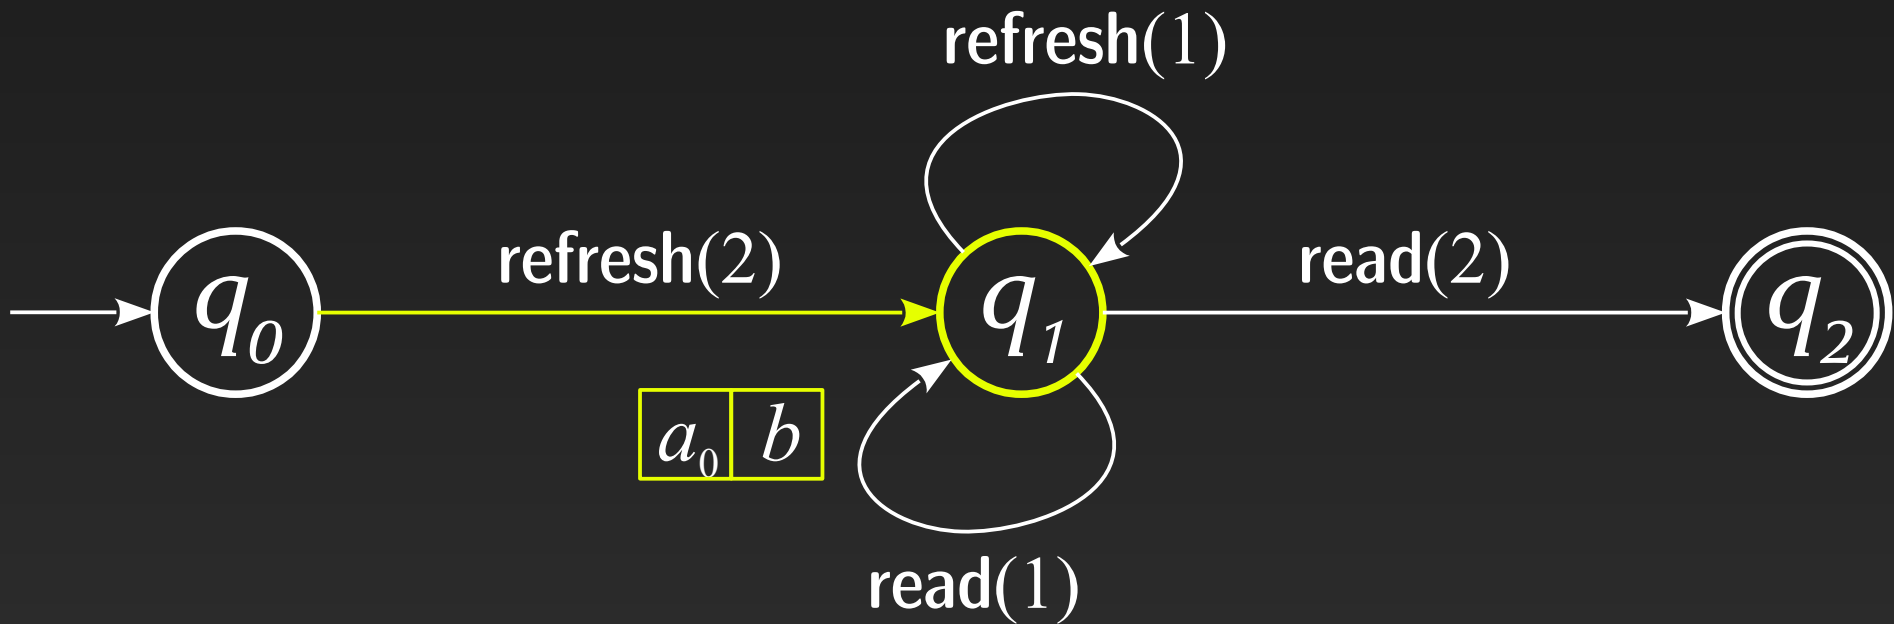 refresh(1)
refresh(2)
read(2)
q₀
q₁
q₂
a₀ b
read(1)